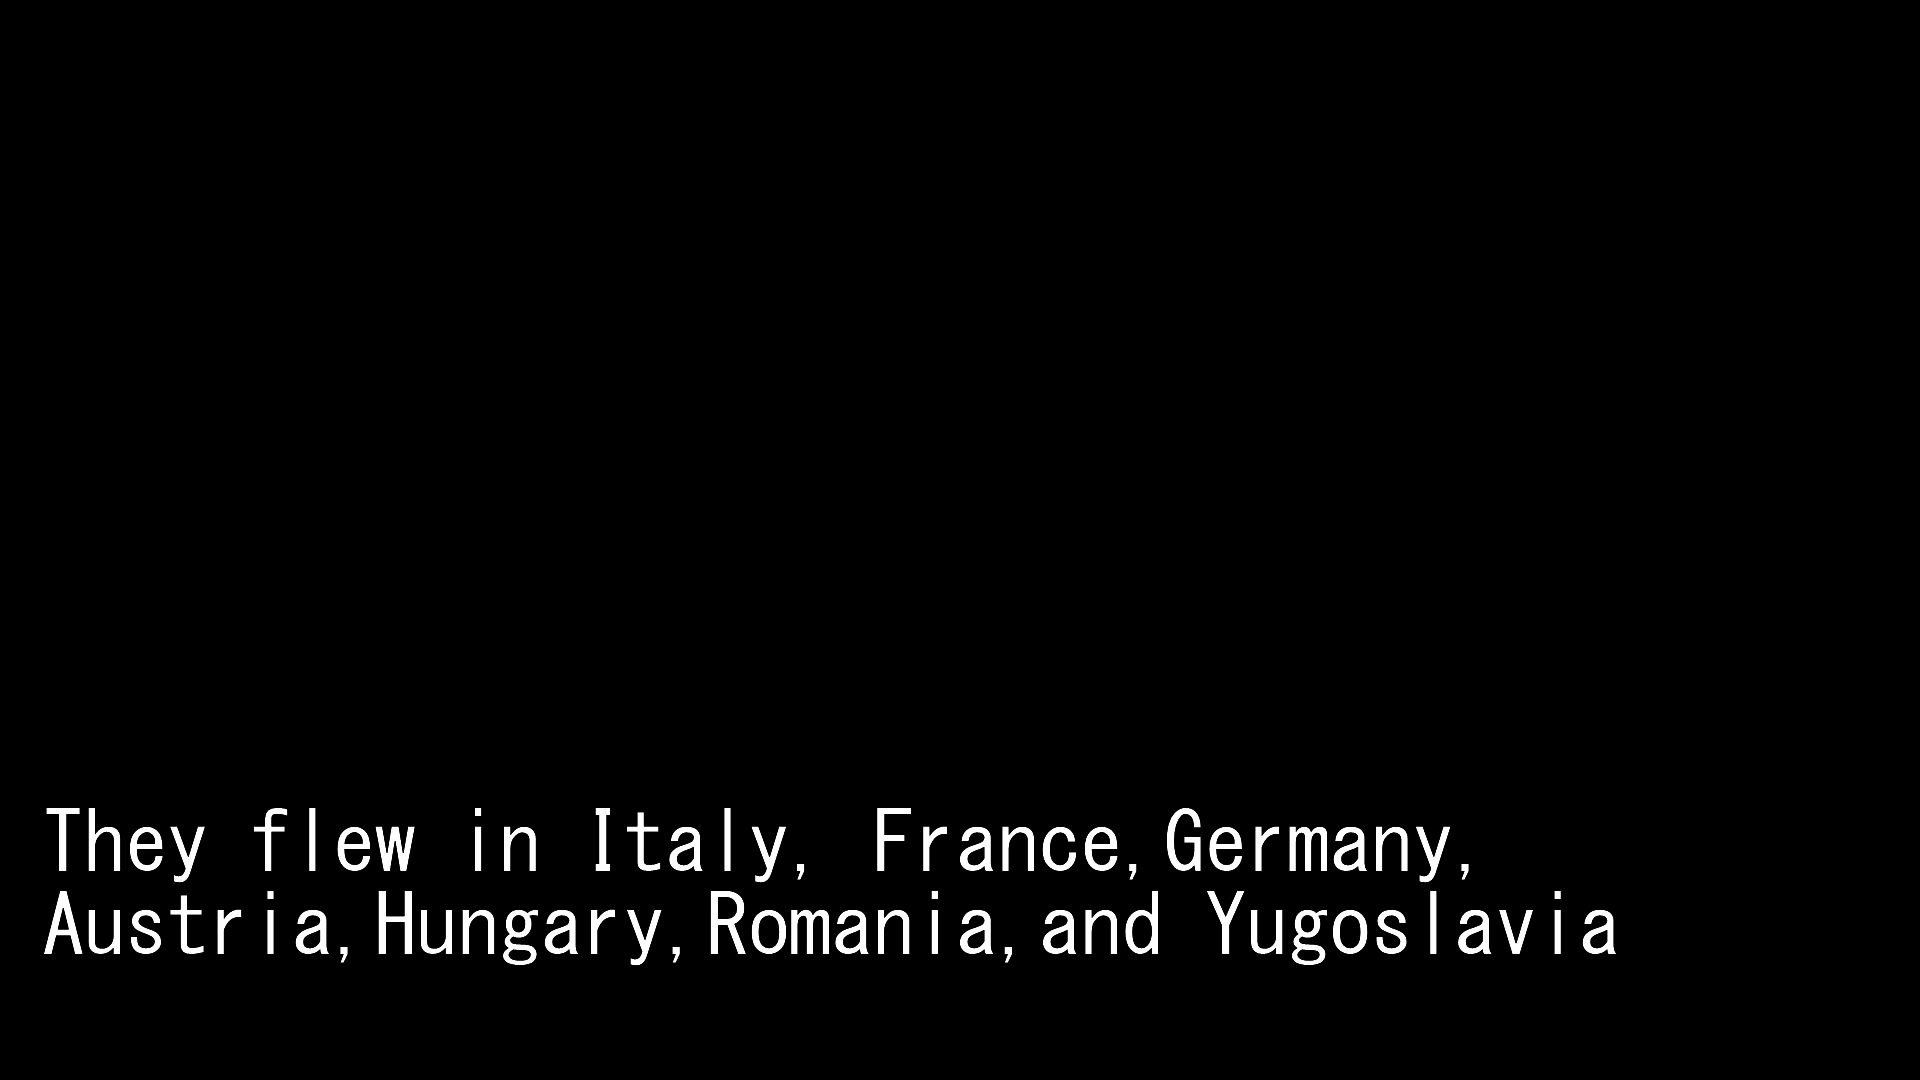 They flew in Italy, France,Germany,
Austria,Hungary,Romania,and Yugoslavia